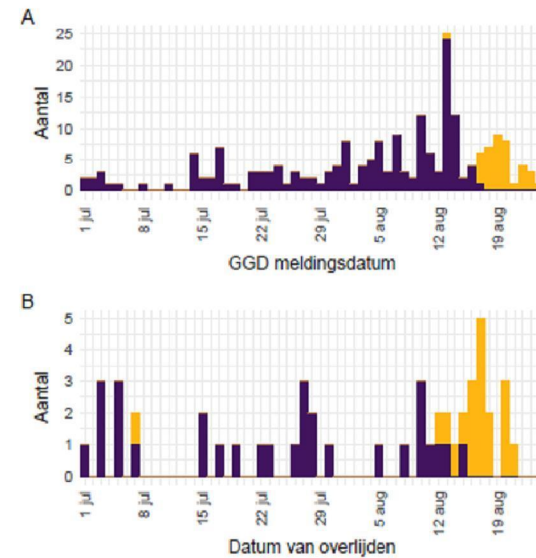 A
25
20
15
10
5
0
Aantal
1 jul
8 jul
15 jul
22 jul
29 jul
5 aug
12 aug
19 aug
GGD meldingsdatum
B
5
4
3
2
1
0
Aantal
1 jul
8 jul
15 jul
22 jul
29 jul
5 aug
12 aug
19 aug
Datum van overlijden